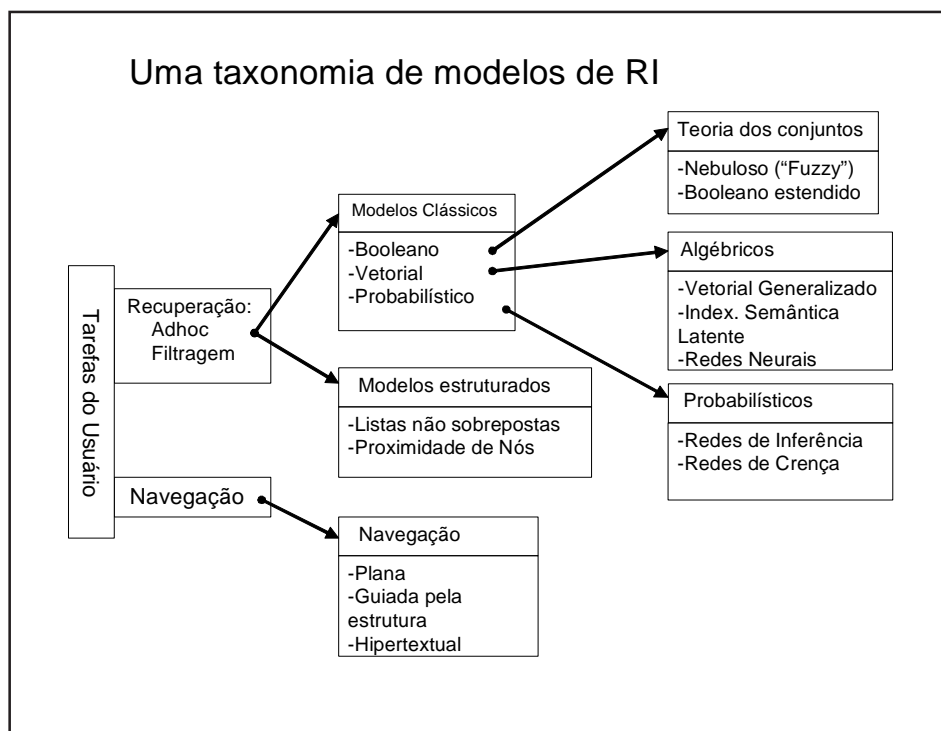 Uma taxonomia de modelos de RI
Tarefas do Usuário
Recuperação:
Adhoc
Filtragem
Navegação
Modelos Clássicos
-Booleano
-Vetorial
-Probabilístico
Modelos estruturados
-Listas não sobrepostas
-Proximidade de Nós
Navegação
-Plana
-Guiada pela
estrutura
-Hipertextual
Teoria dos conjuntos
-Nebuloso (“Fuzzy”)
-Booleano estendido
Algébricos
-Vetorial Generalizado
-Index. Semântica
Latente
-Redes Neurais
Probabilísticos
-Redes de Inferência
-Redes de Crença